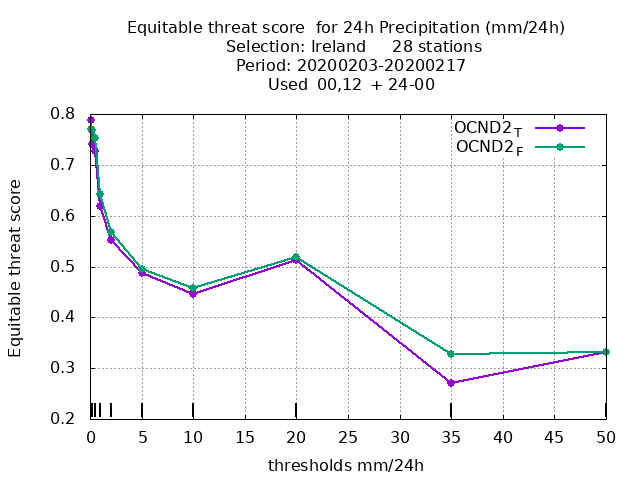 Equitable threat score  for 24h Precipitation (mm/24h)
Selection: Ireland     28 stations
Period: 20200203-20200217
Used  00,12  + 24-00
OCND2_T
OCND2_F
Equitable threat score
0.8
0.7
0.6
0.5
0.4
0.3
0.2
0 5 10 15 20 25 30 35 40 45 50
thresholds mm/24h